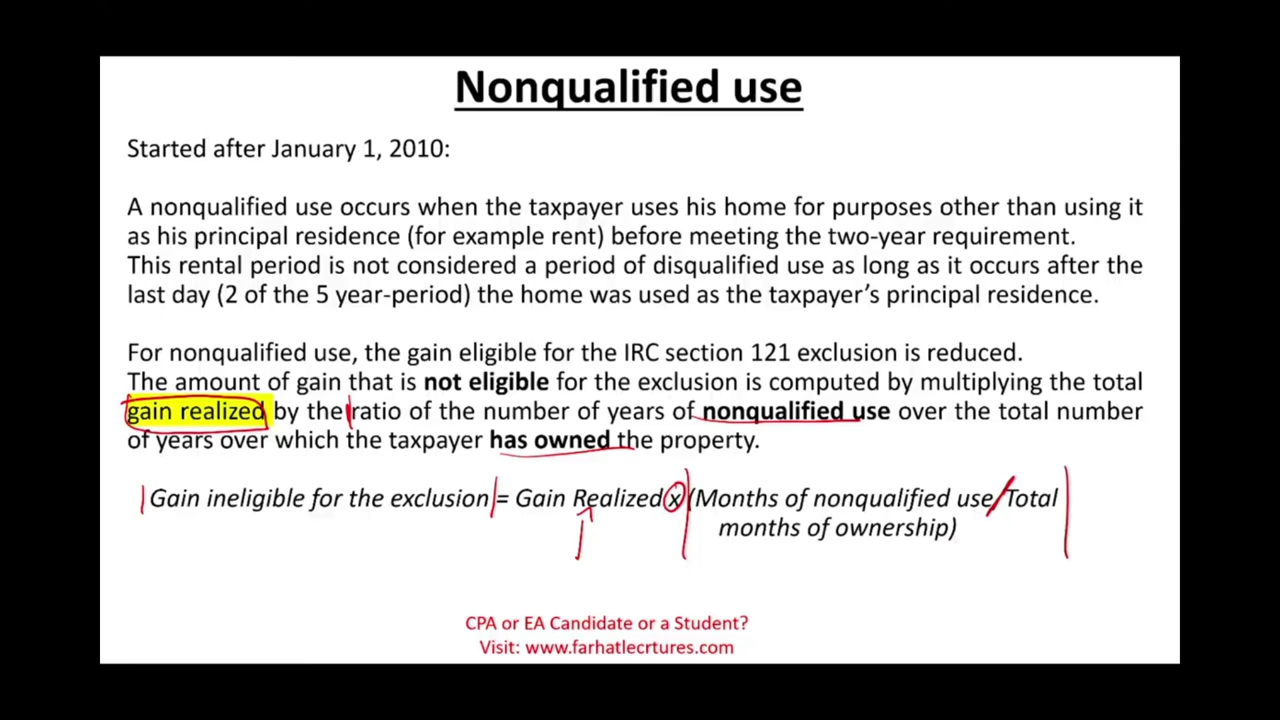 Nonqualified use
Started after January 1, 2010:
A nonqualified use occurs when the taxpayer uses his home for purposes other than using it
as his principal residence (for example rent) before meeting the two-year requirement.
This rental period is not considered a period of disqualified use as long as it occurs after the
last day (2 of the 5 year-period) the home was used as the taxpayer's principal residence.
For nonqualified use, the gain eligible for the IRC section 121 exclusion is reduced.
The amount of gain that is not eligible for the exclusion is computed by multiplying the total
gain realized by the ratio of the number of years of nonqualified use over the total number
of years over which the taxpayer has owned the property.
Gain ineligible for the exclusion = Gain Realized x (Months of nonqualified use/Total
months of ownership)
CPA or EA Candidate or a Student?
Visit: www.farhatlecrtures.com